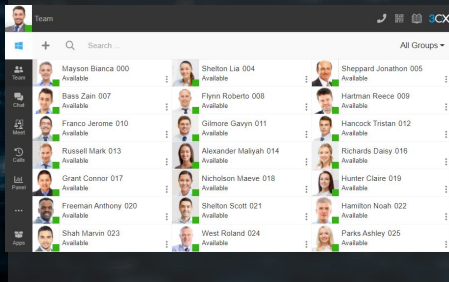 Team
3CX
Search ...
All Groups
Team
Chat
Meet
Calls
Panel
Apps
Mayson Bianca 000
Available
Shelton Lia 004
Available
Sheppard Jonathon 005
Available
Bass Zain 007
Available
Flynn Roberto 008
Available
Hartman Reece 009
Available
Franco Jerome 010
Available
Gilmore Gavyn 011
Available
Hancock Tristan 012
Available
Russell Mark 013
Available
Alexander Maliyah 014
Available
Richards Daisy 016
Available
Grant Connor 017
Available
Nicholson Maeve 018
Available
Hunter Claire 019
Available
Freeman Anthony 020
Available
Shelton Scott 021
Available
Hamilton Noah 022
Available
Shah Marvin 023
Available
West Roland 024
Available
Parks Ashley 025
Available